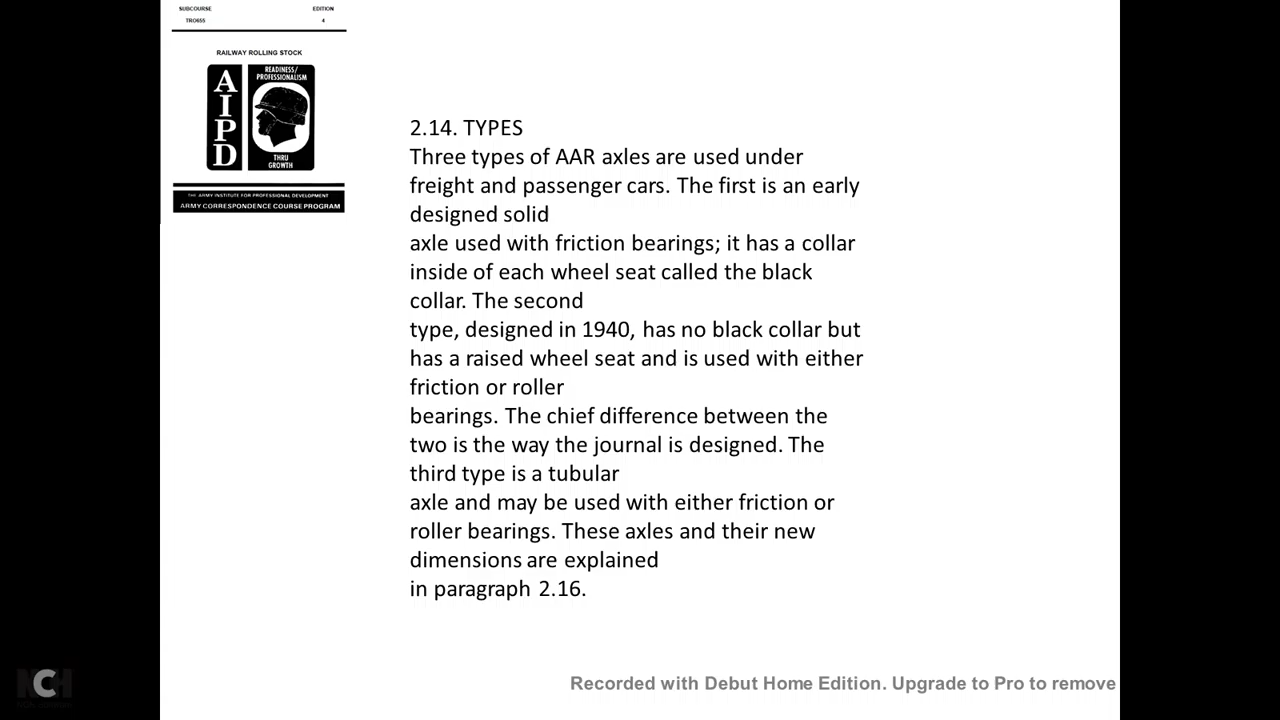 SUBCOURSE EDITION
TRO655 4
RAILWAY ROLLING STOCK
AIPD
READINESS/
PROFESSIONALISM
THRU
GROWTH
THE ARMY INSTITUTE FOR PROFESSIONAL DEVELOPMENT
ARMY CORRESPONDENCE COURSE PROGRAM
2.14. TYPES
Three types of AAR axles are used under
freight and passenger cars. The first is an early
designed solid
axle used with friction bearings; it has a collar
inside of each wheel seat called the black
collar. The second
type, designed in 1940, has no black collar but
has a raised wheel seat and is used with either
friction or roller
bearings. The chief difference between the
two is the way the journal is designed. The
third type is a tubular
axle and may be used with either friction or
roller bearings. These axles and their new
dimensions are explained
in paragraph 2.16.
NCH
Recorded with Debut Home Edition. Upgrade to Pro to remove